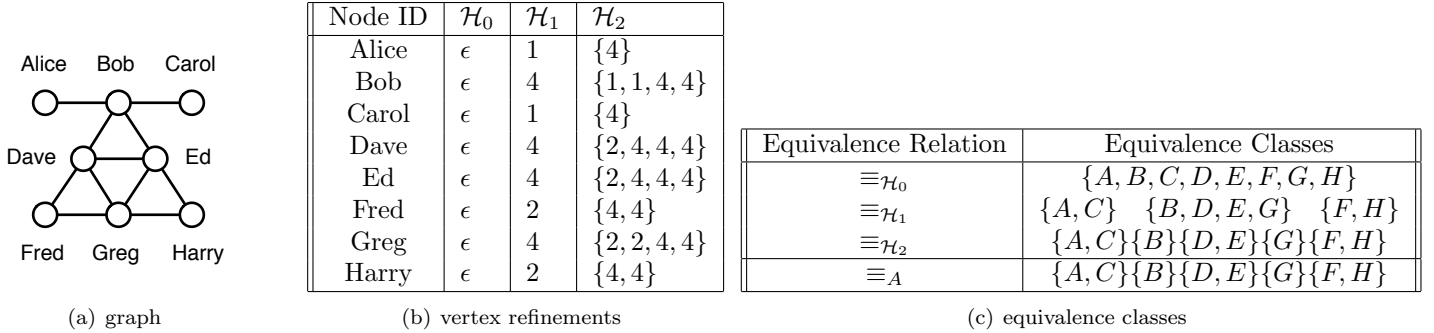 Alice Bob Carol
Dave Ed
Fred Greg Harry
(a) graph
Node ID H₀ H₁ H₂
Alice ϵ 1 {4}
Bob ϵ 4 {1, 1, 4, 4}
Carol ϵ 1 {4}
Dave ϵ 4 {2, 4, 4, 4}
Ed ϵ 4 {2, 4, 4, 4}
Fred ϵ 2 {4, 4}
Greg ϵ 4 {2, 2, 4, 4}
Harry ϵ 2 {4, 4}
(b) vertex refinements
Equivalence Relation Equivalence Classes
≡H₀ {A, B, C, D, E, F, G, H}
≡H₁ {A, C} {B, D, E, G} {F, H}
≡H₂ {A, C}{B}{D, E}{G}{F, H}
≡A {A, C}{B}{D, E}{G}{F, H}
(c) equivalence classes